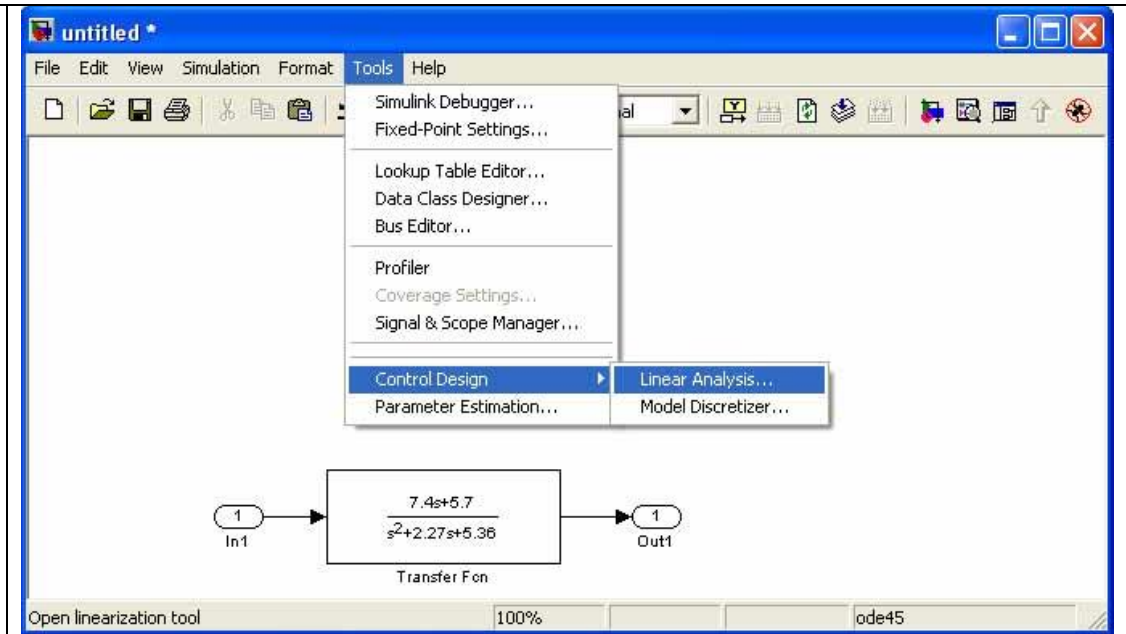 untitled *
File Edit View Simulation Format Tools Help
Simulink Debugger...
Fixed-Point Settings...
Lookup Table Editor...
Data Class Designer...
Bus Editor...
Profiler
Coverage Settings...
Signal & Scope Manager...
Control Design
Linear Analysis...
Parameter Estimation...
Model Discretizer...
1
In1
7.4s+5.7
s²+2.27s+5.36
Transfer Fcn
1
Out1
Open linearization tool 100% ode45